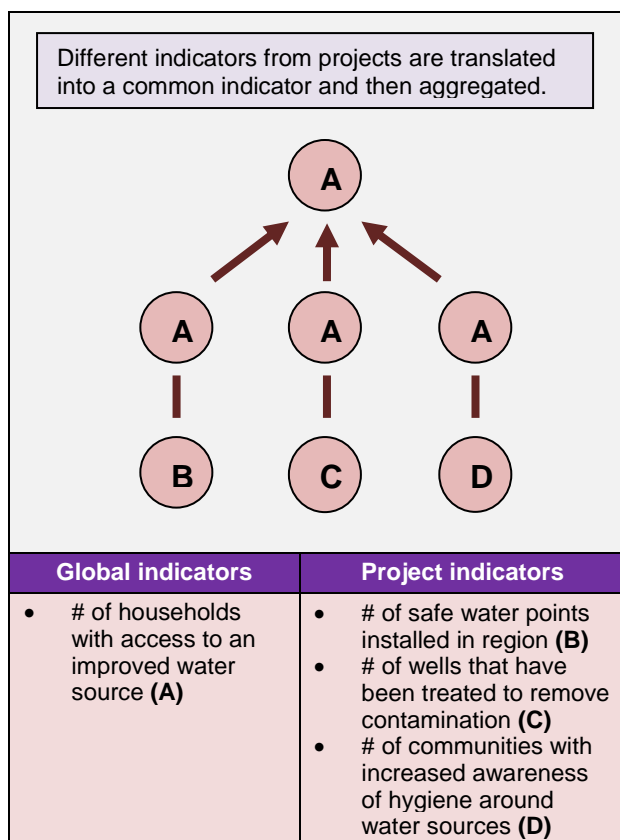 Different indicators from projects are translated
into a common indicator and then aggregated.
A
A A A
B C D
Global indicators Project indicators
• # of households
with access to an
improved water
source (A)
• # of safe water points
installed in region (B)
• # of wells that have
been treated to remove
contamination (C)
• # of communities with
increased awareness
of hygiene around
water sources (D)